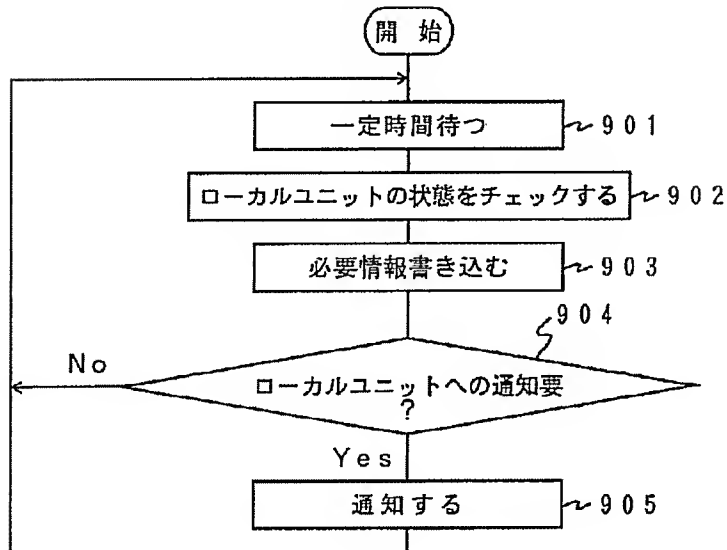 開 始
一定時間待つ 901
ローカルユニットの状態をチェックする 902
必要情報書き込む 903
904
No
ローカルユニットへの通知要
?
Yes
通知する 905